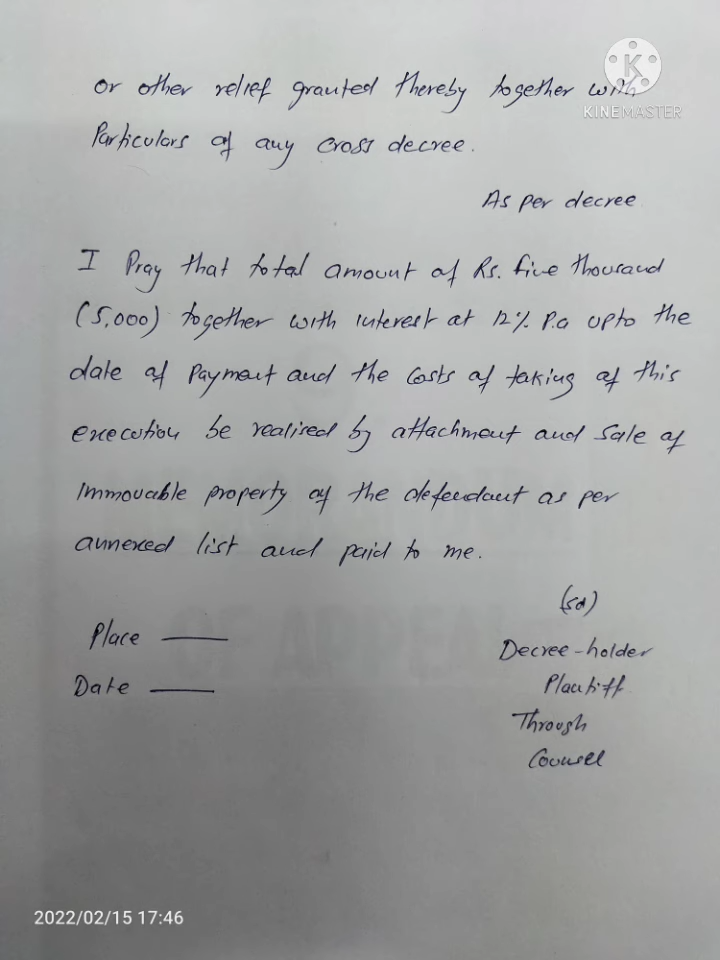 or other relief granted thereby together with
K
KINEMASTER
Particulars of any cross decree.
As per decree
I Pray that total amount of Rs. five thousand
(5,000) together with interest at 12% P.a upto the
date of Payment and the costs of taking of this
execution be realised by attachment and sale of
immovable property of the defendant as per
annexed list and paid to me.
(sd)
Place ——
Decree-holder
Date ——
Plaintiff
Through
Counsel
2022/02/15 17:46